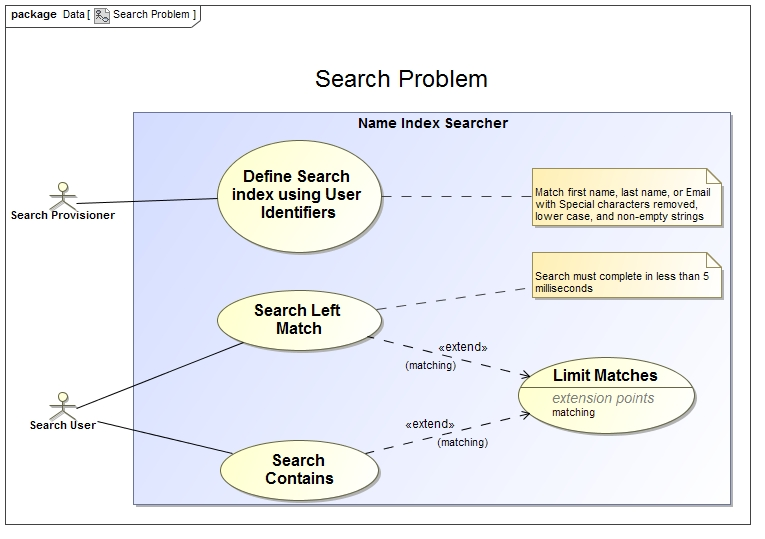 package Data [ Search Problem ]
Search Problem
Name Index Searcher
Define Search
index using User
Identifiers
Match first name, last name, or Email
with Special characters removed,
lower case, and non-empty strings
Search Provisioner
Search must complete in less than 5
milliseconds
Search Left
Match
«extend»
(matching)
Limit Matches
extension points
matching
Search User
«extend»
(matching)
Search
Contains